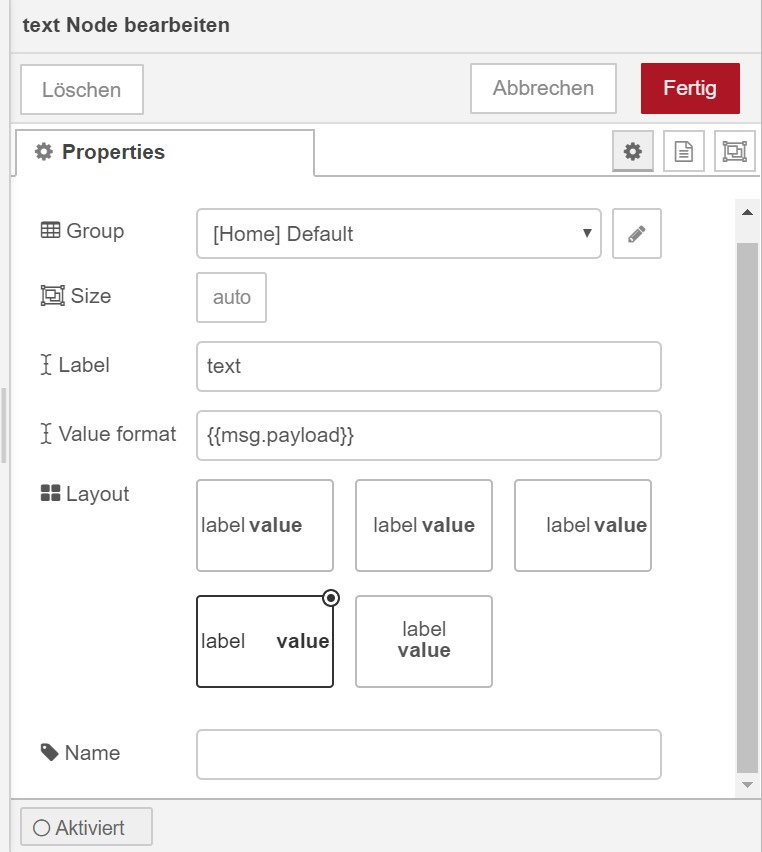 text Node bearbeiten
Löschen
Abbrechen
Fertig
Properties
Group
[Home] Default
Size
auto
Label
text
Value format
{{msg.payload}}
Layout
label value
label value
label value
label value
label
value
Name
Aktiviert